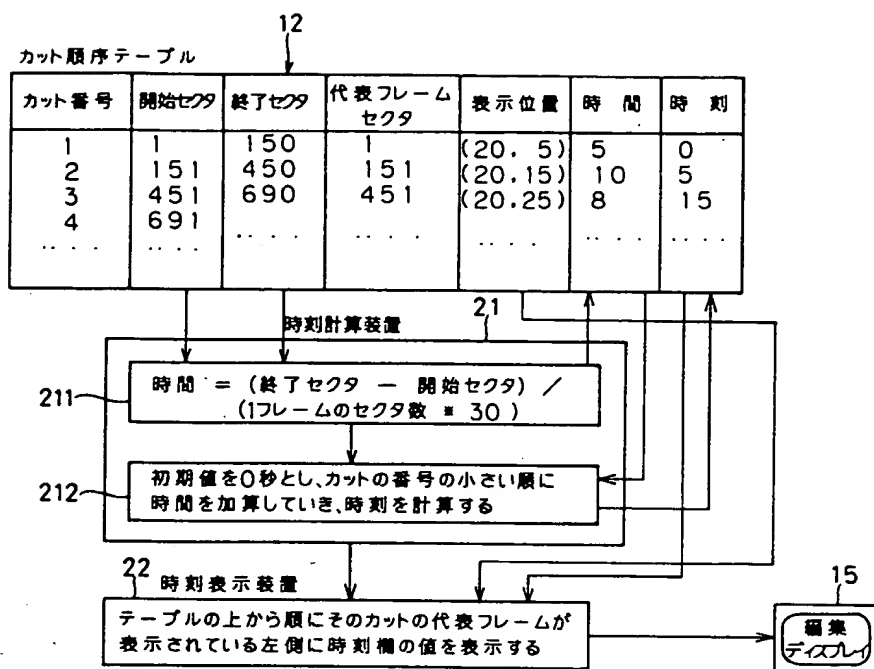 12
カット順序テーブル
カット番号 開始セクタ 終了セクタ 代表フレームセクタ 表示位置 時間 時刻
1 1 150 1 (20,5) 5 0
2 151 450 151 (20,15) 10 5
3 451 690 451 (20,25) 8 15
4 691 ‥‥ ‥‥ ‥‥ ‥‥ ‥‥
‥‥ ‥‥
時刻計算装置 21
211
時間 = (終了セクタ － 開始セクタ) /
(1フレームのセクタ数 * 30)
212
初期値を0秒とし、カットの番号の小さい順に
時間を加算していき、時刻を計算する
22 時刻表示装置
テーブルの上から順にそのカットの代表フレームが
表示されている左側に時刻欄の値を表示する
15
編集
ディスプレイ